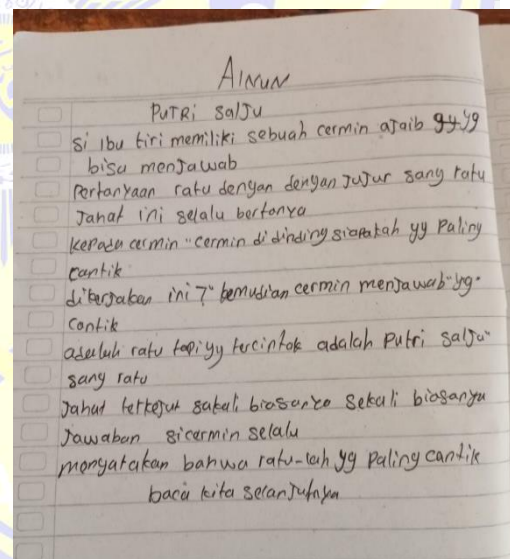 AINUN
PUTRi SalJu
Si ibu tiri memiliki sebuah cermin aJaib yg
bisa menJawab
Pertanyaan ratu dengan dengan JuJur sang ratu
Jahat ini selalu bertanya
kepada cermin "cermin di dinding siapakah yg Paling
cantik
dikerjaban ini ?" kemudian cermin menJawab "yg
Cantik
adalah ratu tapi yg tercintok adalah Putri salJu"
sang ratu
Jahat terkejut sakali biasanya sekali biasanya
Jawaban sicermin selalu
menyatakan bahwa ratu-lah yg Paling cantik
baca kita selanJutnya